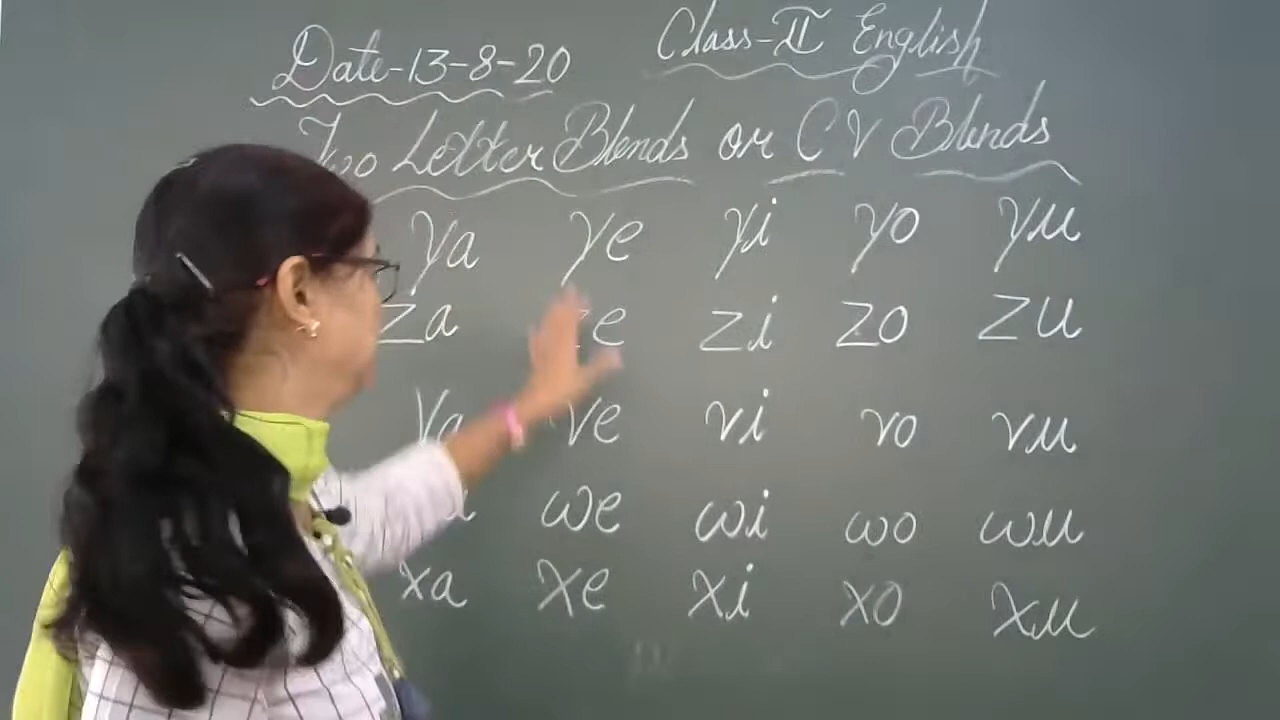 Date-13-8-20 Class-II English
Two Letter Blends or CV Blends
ya ye yi yo yu
za ze zi zo zu
va ve vi vo vu
we wi wo wu
xa xe xi xo xu